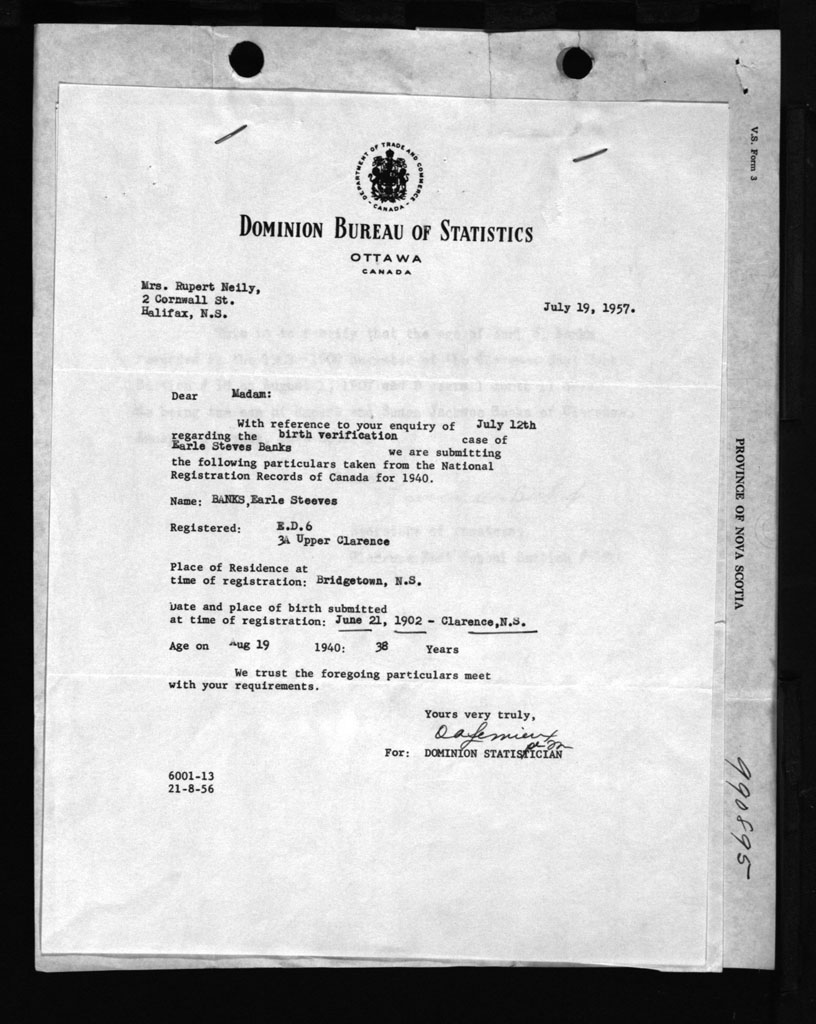 DEPARTMENT OF TRADE AND COMMERCE
- CANADA -
DOMINION BUREAU OF STATISTICS
OTTAWA
CANADA
Mrs. Rupert Neily,
2 Cornwall St.
Halifax, N.S.
July 19, 1957.
Dear Madam:
With reference to your enquiry of July 12th
regarding the birth verification case of
Earle Steves Banks we are submitting
the following particulars taken from the National
Registration Records of Canada for 1940.
Name: BANKS,Earle Steeves
Registered: E.D.6
3A Upper Clarence
Place of Residence at
time of registration: Bridgetown, N.S.
Date and place of birth submitted
at time of registration: June 21, 1902 - Clarence,N.S.
Age on Aug 19 1940: 38 Years
We trust the foregoing particulars meet
with your requirements.
Yours very truly,
For: DOMINION STATISTICIAN
6001-13
21-8-56
V.S. Form 3
PROVINCE OF NOVA SCOTIA
990895